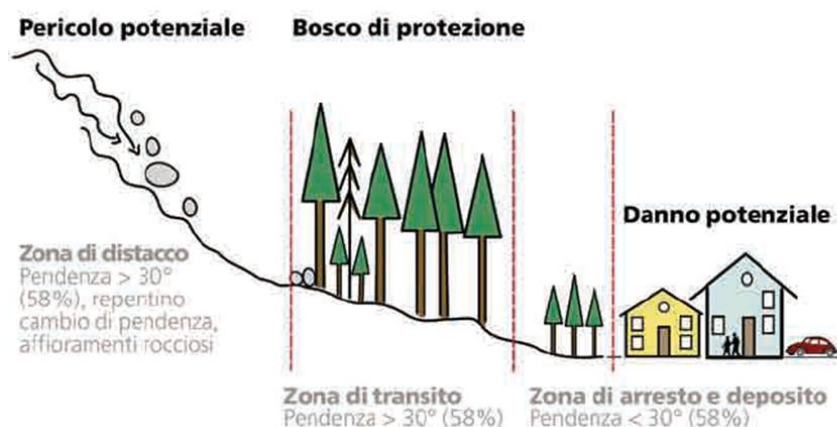 Pericolo potenziale
Bosco di protezione
Danno potenziale
Zona di distacco
Pendenza > 30°
(58%), repentino
cambio di pendenza,
affioramenti rocciosi
Zona di transito
Pendenza > 30° (58%)
Zona di arresto e deposito
Pendenza < 30° (58%)